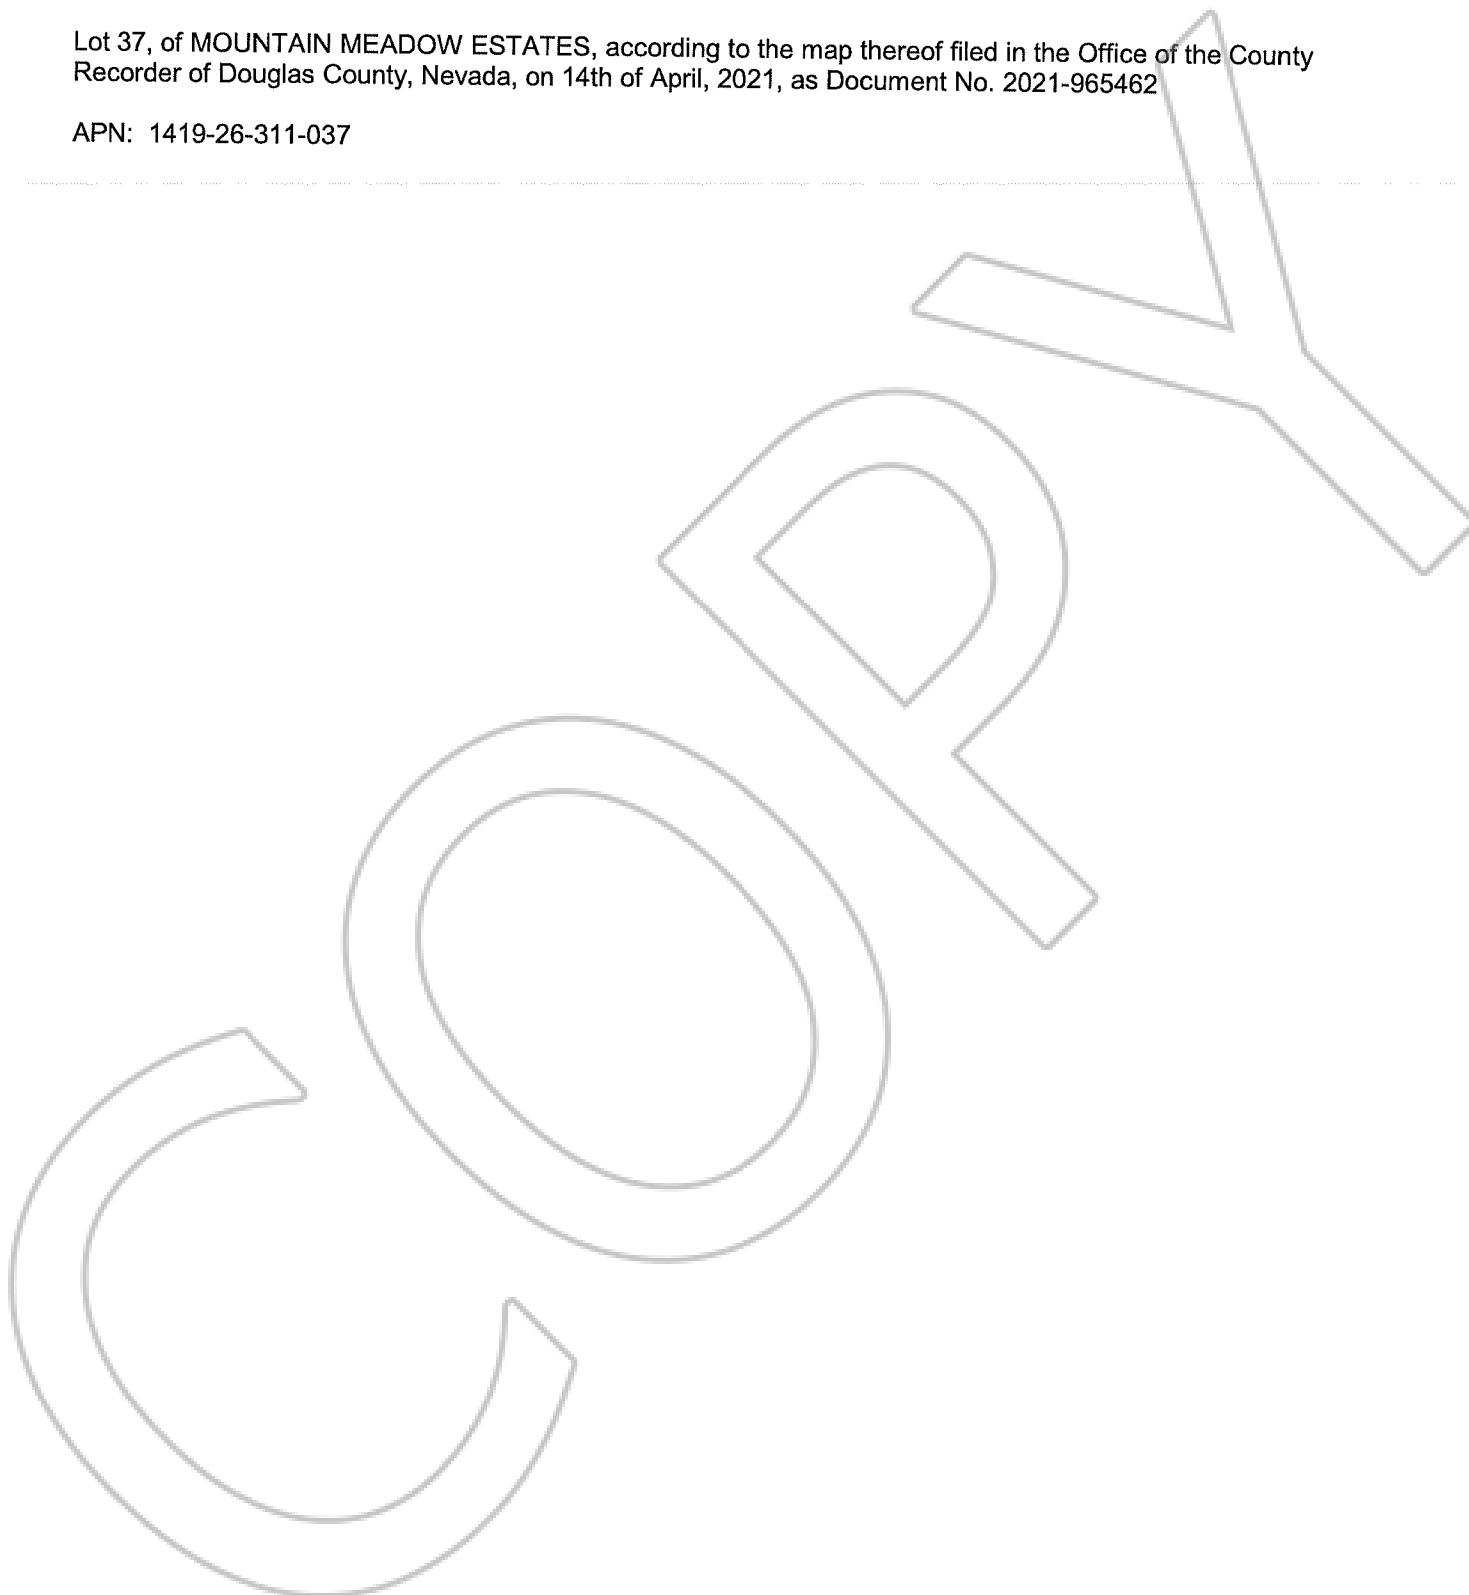 Lot 37, of MOUNTAIN MEADOW ESTATES, according to the map thereof filed in the Office of the County
Recorder of Douglas County, Nevada, on 14th of April, 2021, as Document No. 2021-965462
APN: 1419-26-311-037
COPY